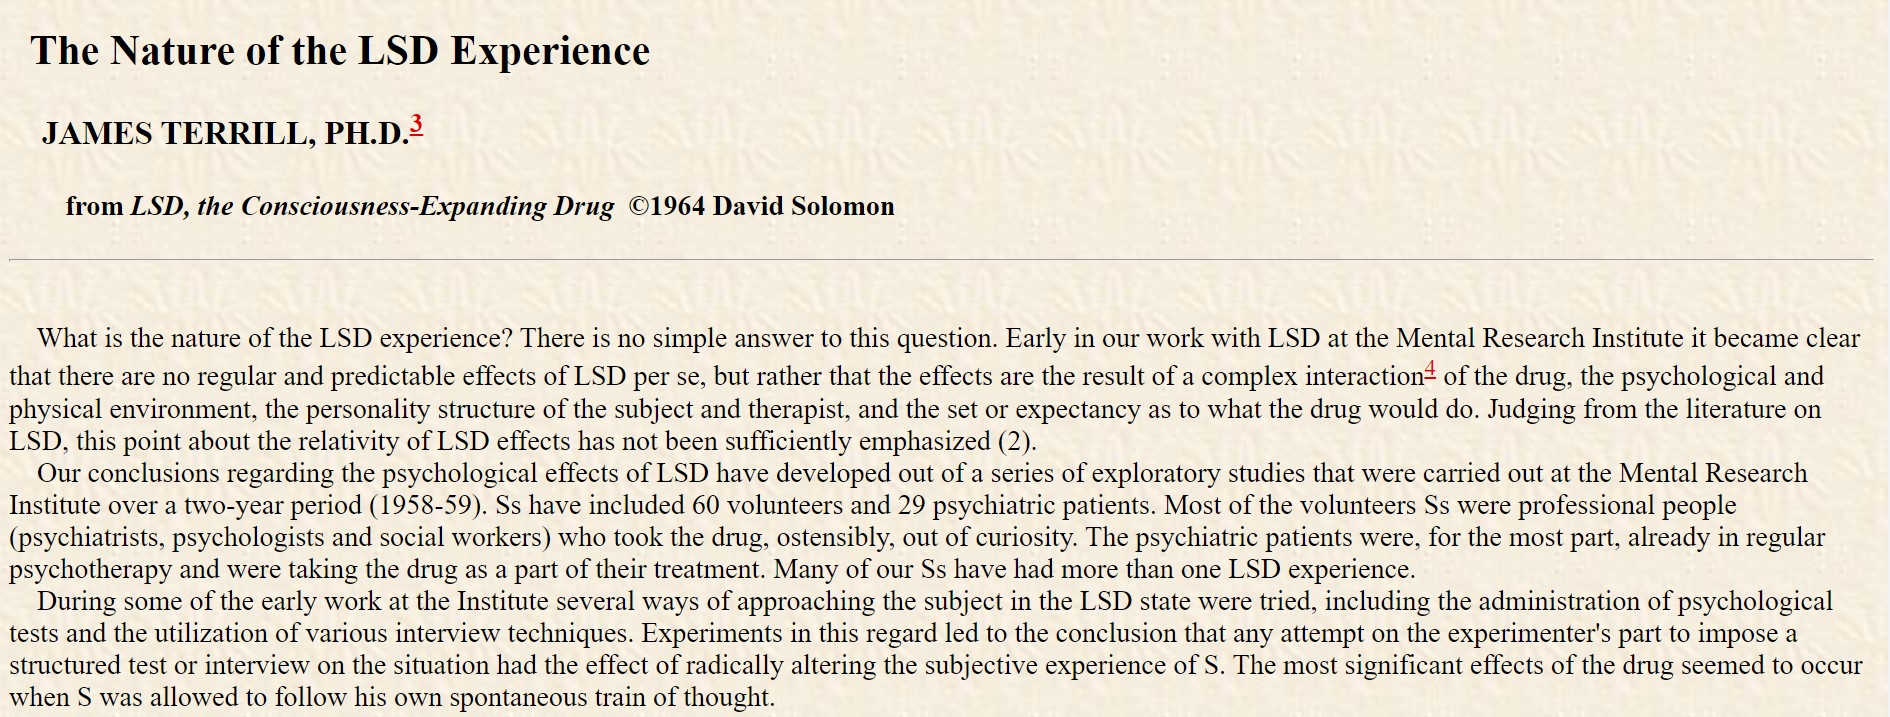 The Nature of the LSD Experience
JAMES TERRILL, PH.D.3
from LSD, the Consciousness-Expanding Drug ©1964 David Solomon
What is the nature of the LSD experience? There is no simple answer to this question. Early in our work with LSD at the Mental Research Institute it became clear
that there are no regular and predictable effects of LSD per se, but rather that the effects are the result of a complex interaction4 of the drug, the psychological and
physical environment, the personality structure of the subject and therapist, and the set or expectancy as to what the drug would do. Judging from the literature on
LSD, this point about the relativity of LSD effects has not been sufficiently emphasized (2).
Our conclusions regarding the psychological effects of LSD have developed out of a series of exploratory studies that were carried out at the Mental Research
Institute over a two-year period (1958-59). Ss have included 60 volunteers and 29 psychiatric patients. Most of the volunteers Ss were professional people
(psychiatrists, psychologists and social workers) who took the drug, ostensibly, out of curiosity. The psychiatric patients were, for the most part, already in regular
psychotherapy and were taking the drug as a part of their treatment. Many of our Ss have had more than one LSD experience.
During some of the early work at the Institute several ways of approaching the subject in the LSD state were tried, including the administration of psychological
tests and the utilization of various interview techniques. Experiments in this regard led to the conclusion that any attempt on the experimenter's part to impose a
structured test or interview on the situation had the effect of radically altering the subjective experience of S. The most significant effects of the drug seemed to occur
when S was allowed to follow his own spontaneous train of thought.